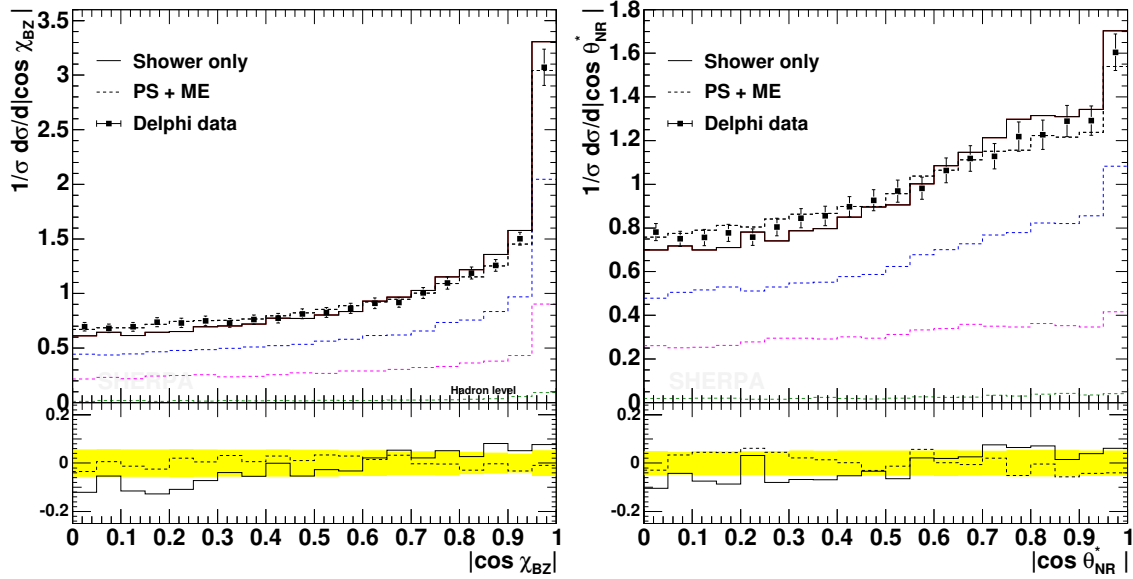 1/σ dσ/d|cos χBZ|
3.5
3
2.5
2
1.5
1
0.5
0
Shower only
PS + ME
Delphi data
SHERPA
Hadron level
0.2
0
-0.2
0 0.1 0.2 0.3 0.4 0.5 0.6 0.7 0.8 0.9 1
|cos χBZ|
1/σ dσ/d|cos θ*NR|
1.8
1.6
1.4
1.2
1
0.8
0.6
0.4
0.2
0
Shower only
PS + ME
Delphi data
SHERPA
0.2
0
-0.2
0 0.1 0.2 0.3 0.4 0.5 0.6 0.7 0.8 0.9 1
|cos θ*NR|